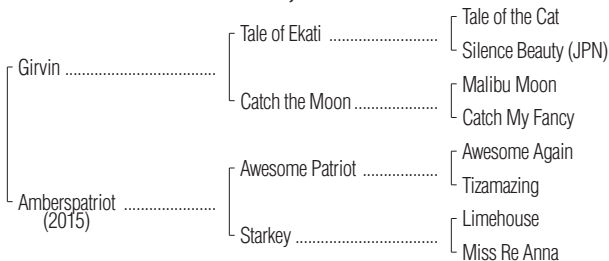 Tale of the Cat
Tale of Ekati ....................
Silence Beauty (JPN)
Girvin ...................................
Malibu Moon
Catch the Moon ...................
Catch My Fancy
Awesome Again
Awesome Patriot ..................
Tizamazing
Amberspatriot .....................
(2015)
Limehouse
Starkey .................................
Miss Re Anna